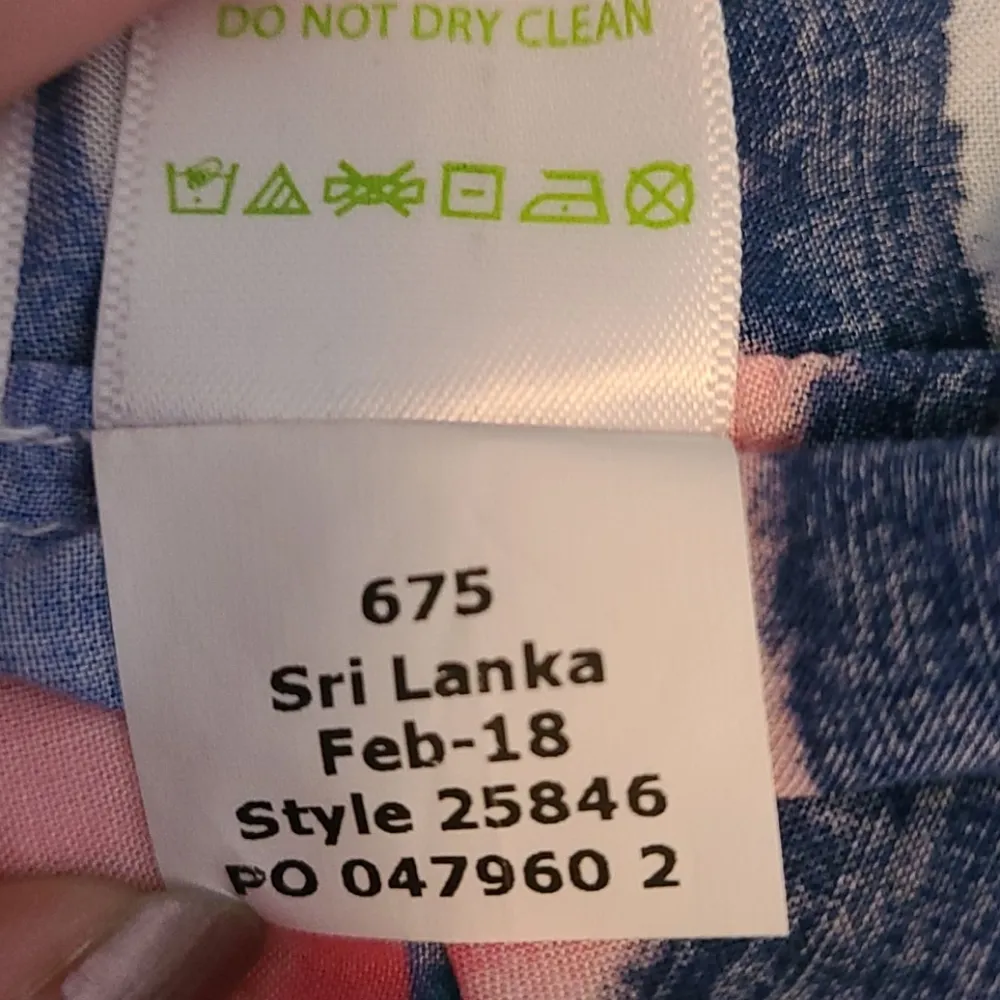 DO NOT DRY CLEAN
675
Sri Lanka
Feb-18
Style 25846
PO 047960 2